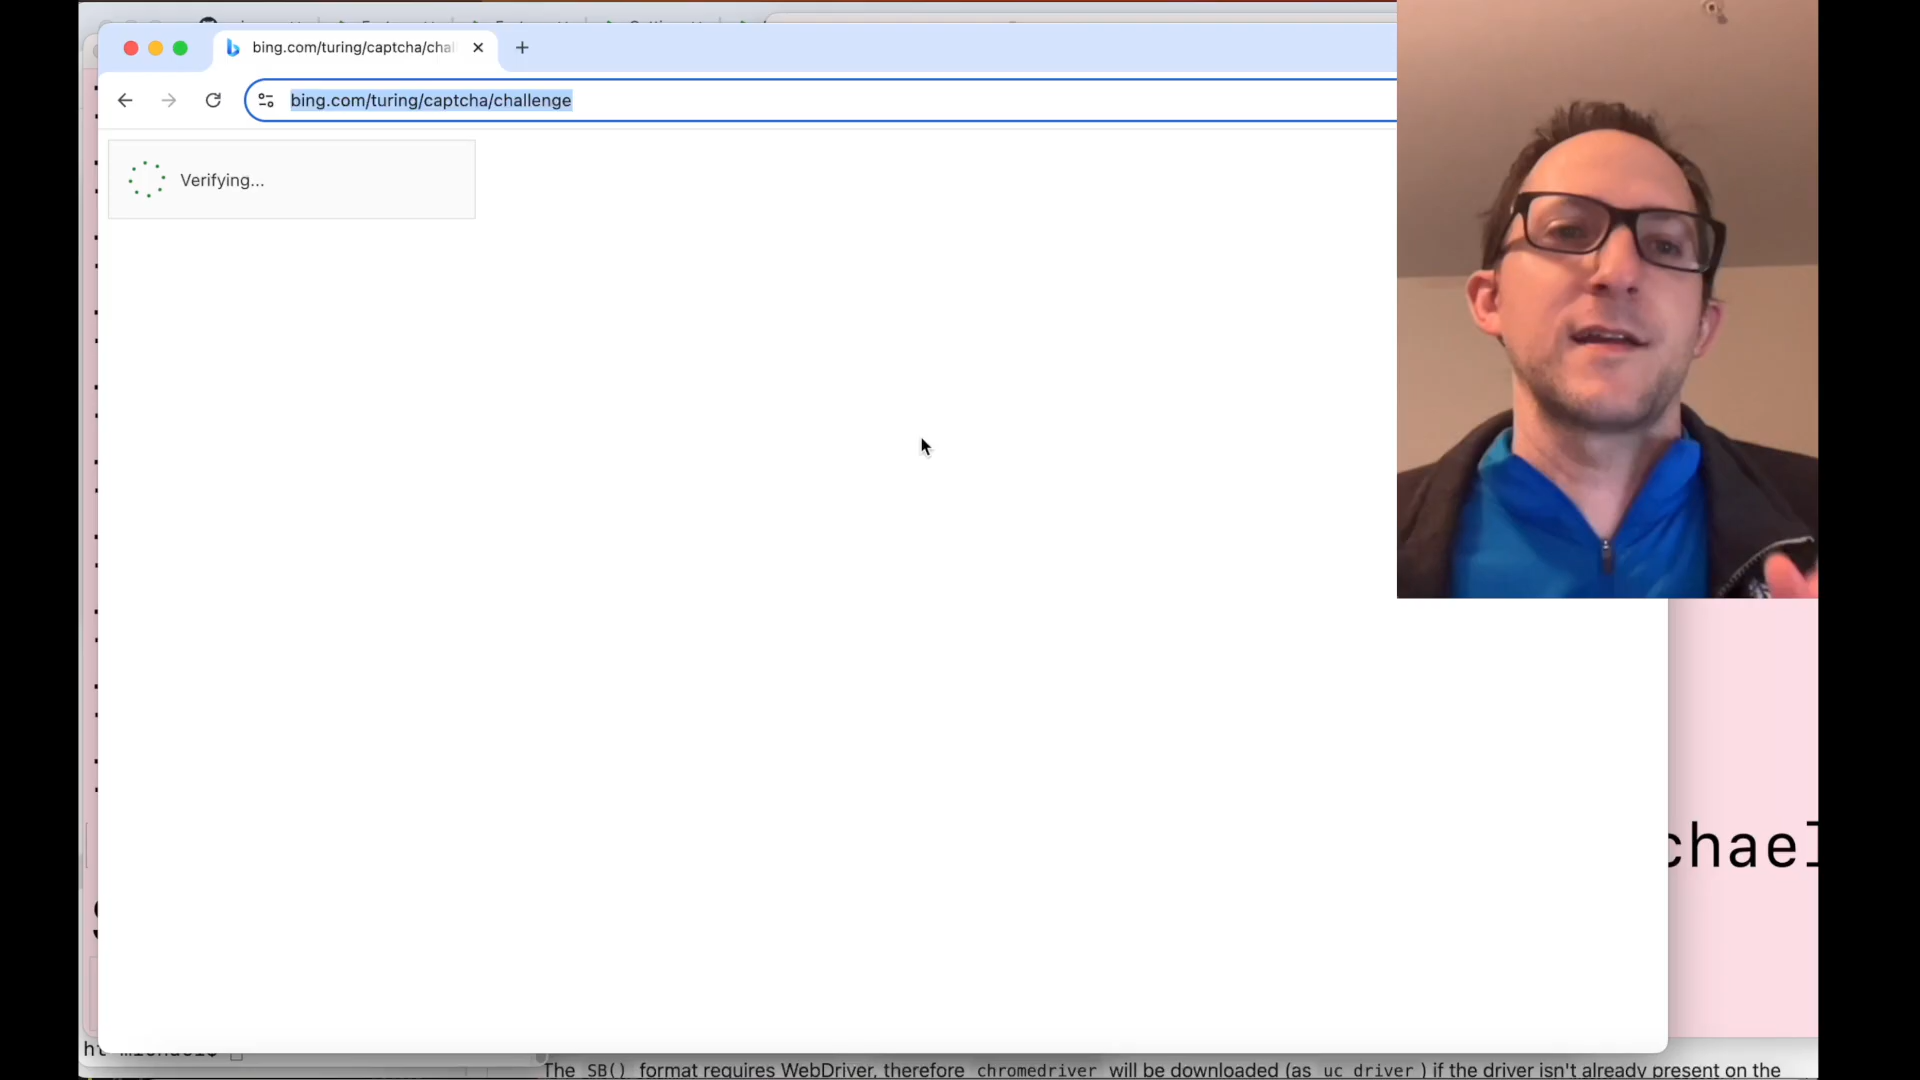 bing.com/turing/captcha/chal
bing.com/turing/captcha/challenge
Verifying...
chael
The SB() format requires WebDriver, therefore chromedriver will be downloaded (as uc_driver) if the driver isn't already present on the